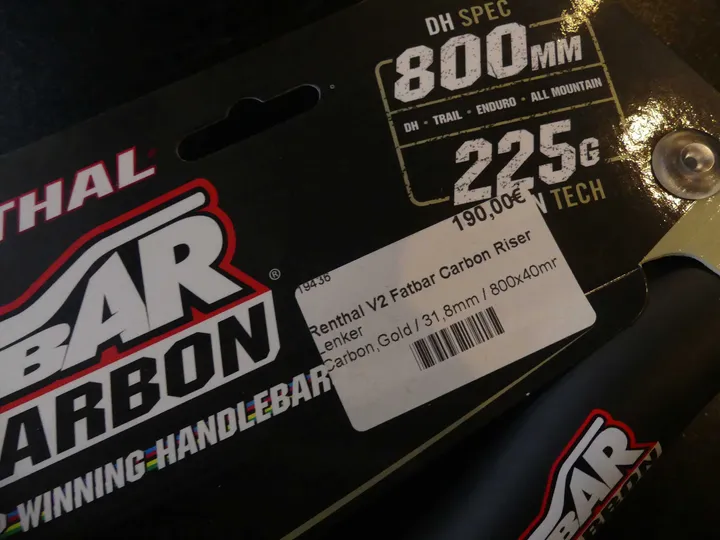 DH SPEC
800MM
DH • TRAIL • ENDURO • ALL MOUNTAIN
225G
N TECH
THAL
BAR®
ARBON
WINNING HANDLEBAR
190,00€
19436
Renthal V2 Fatbar Carbon Riser
Lenker
Carbon,Gold / 31,8mm / 800x40mr
BAR
RBON